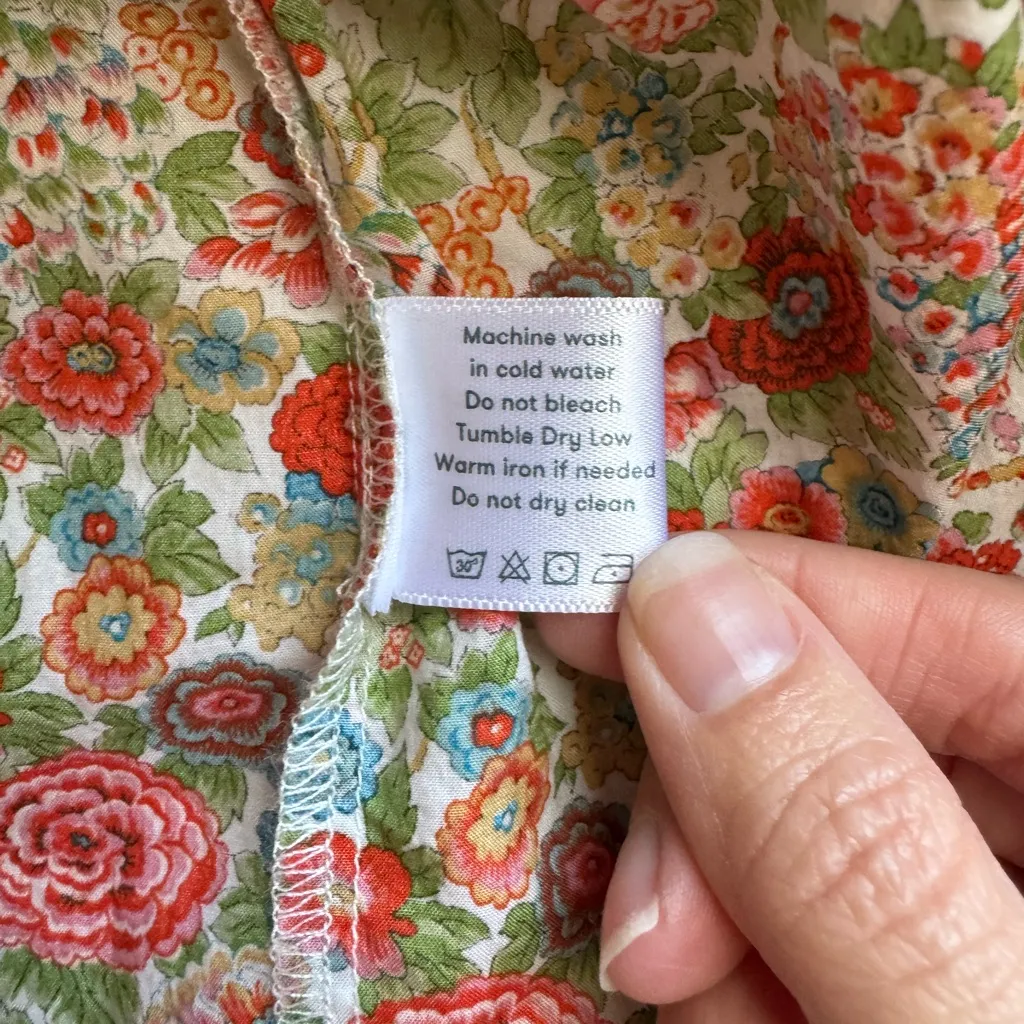 Machine wash
in cold water
Do not bleach
Tumble Dry Low
Warm iron if needed
Do not dry clean
30°